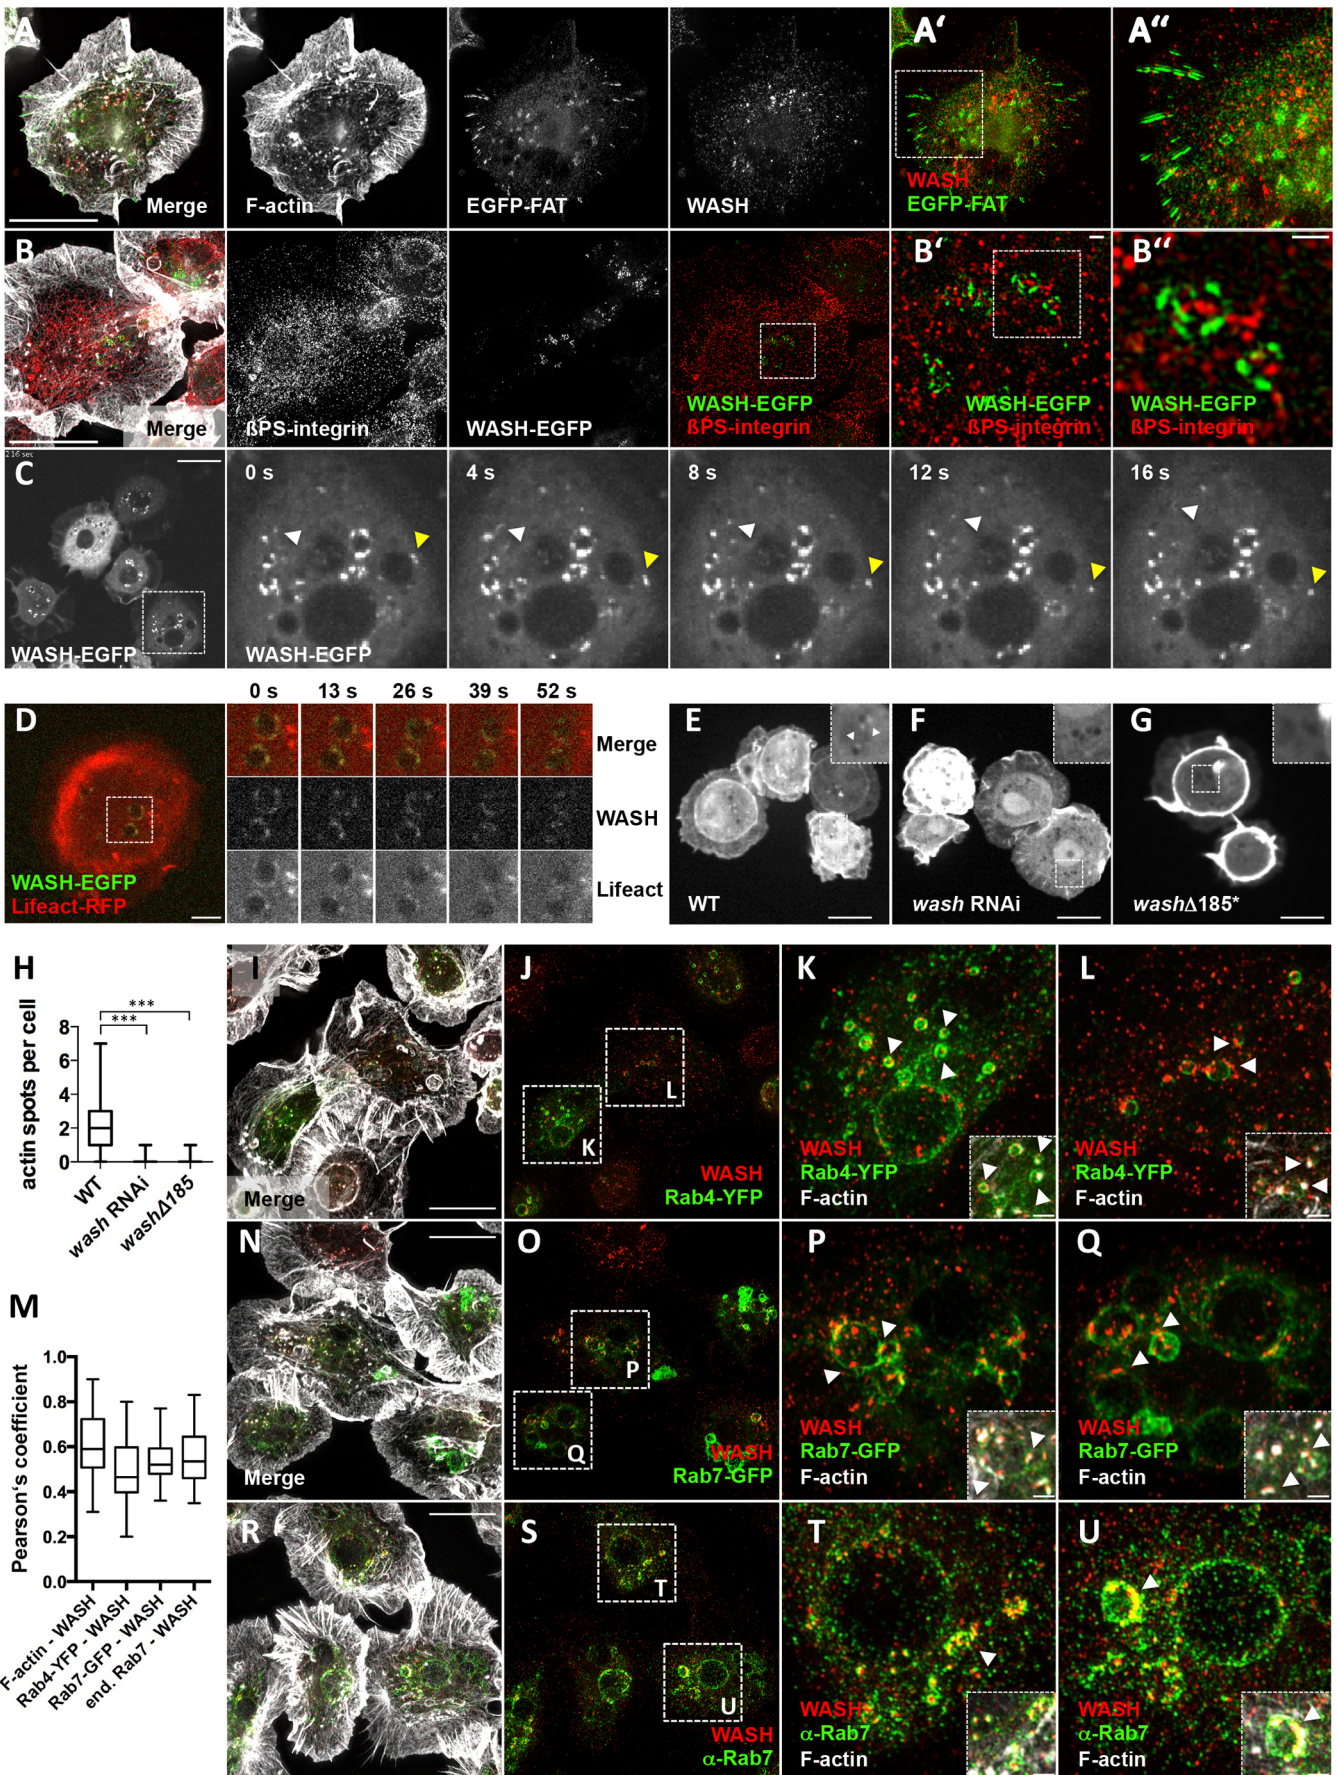 A
Merge
F-actin
EGFP-FAT
WASH
A‘
WASH
EGFP-FAT
A‘‘
B
Merge
ßPS-integrin
WASH-EGFP
WASH-EGFP
ßPS-integrin
B‘
WASH-EGFP
ßPS-integrin
B‘‘
WASH-EGFP
ßPS-integrin
216 sec
C
WASH-EGFP
0 s
WASH-EGFP
4 s
8 s
12 s
16 s
D
WASH-EGFP
Lifeact-RFP
0 s 13 s 26 s 39 s 52 s
Merge
WASH
Lifeact
E
WT
F
wash RNAi
G
washΔ185*
H
actin spots per cell
8
6
4
2
0
***
***
WT
wash RNAi
washΔ185
I
Merge
J
L
K
WASH
Rab4-YFP
K
WASH
Rab4-YFP
F-actin
L
WASH
Rab4-YFP
F-actin
M
Pearson‘s coefficient
1.0
0.8
0.6
0.4
0.2
0.0
F-actin - WASH
Rab4-YFP - WASH
Rab7-GFP - WASH
end. Rab7 - WASH
N
Merge
O
P
Q
WASH
Rab7-GFP
P
WASH
Rab7-GFP
F-actin
Q
WASH
Rab7-GFP
F-actin
R
S
T
U
WASH
α-Rab7
T
WASH
α-Rab7
F-actin
U
WASH
α-Rab7
F-actin